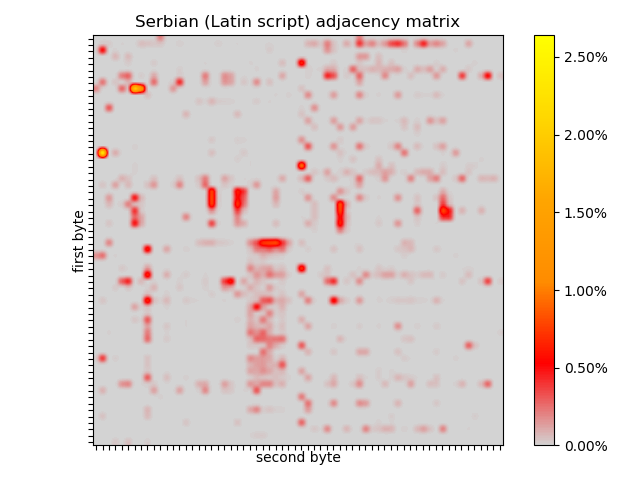 Serbian (Latin script) adjacency matrix
first byte
second byte
2.50%
2.00%
1.50%
1.00%
0.50%
0.00%